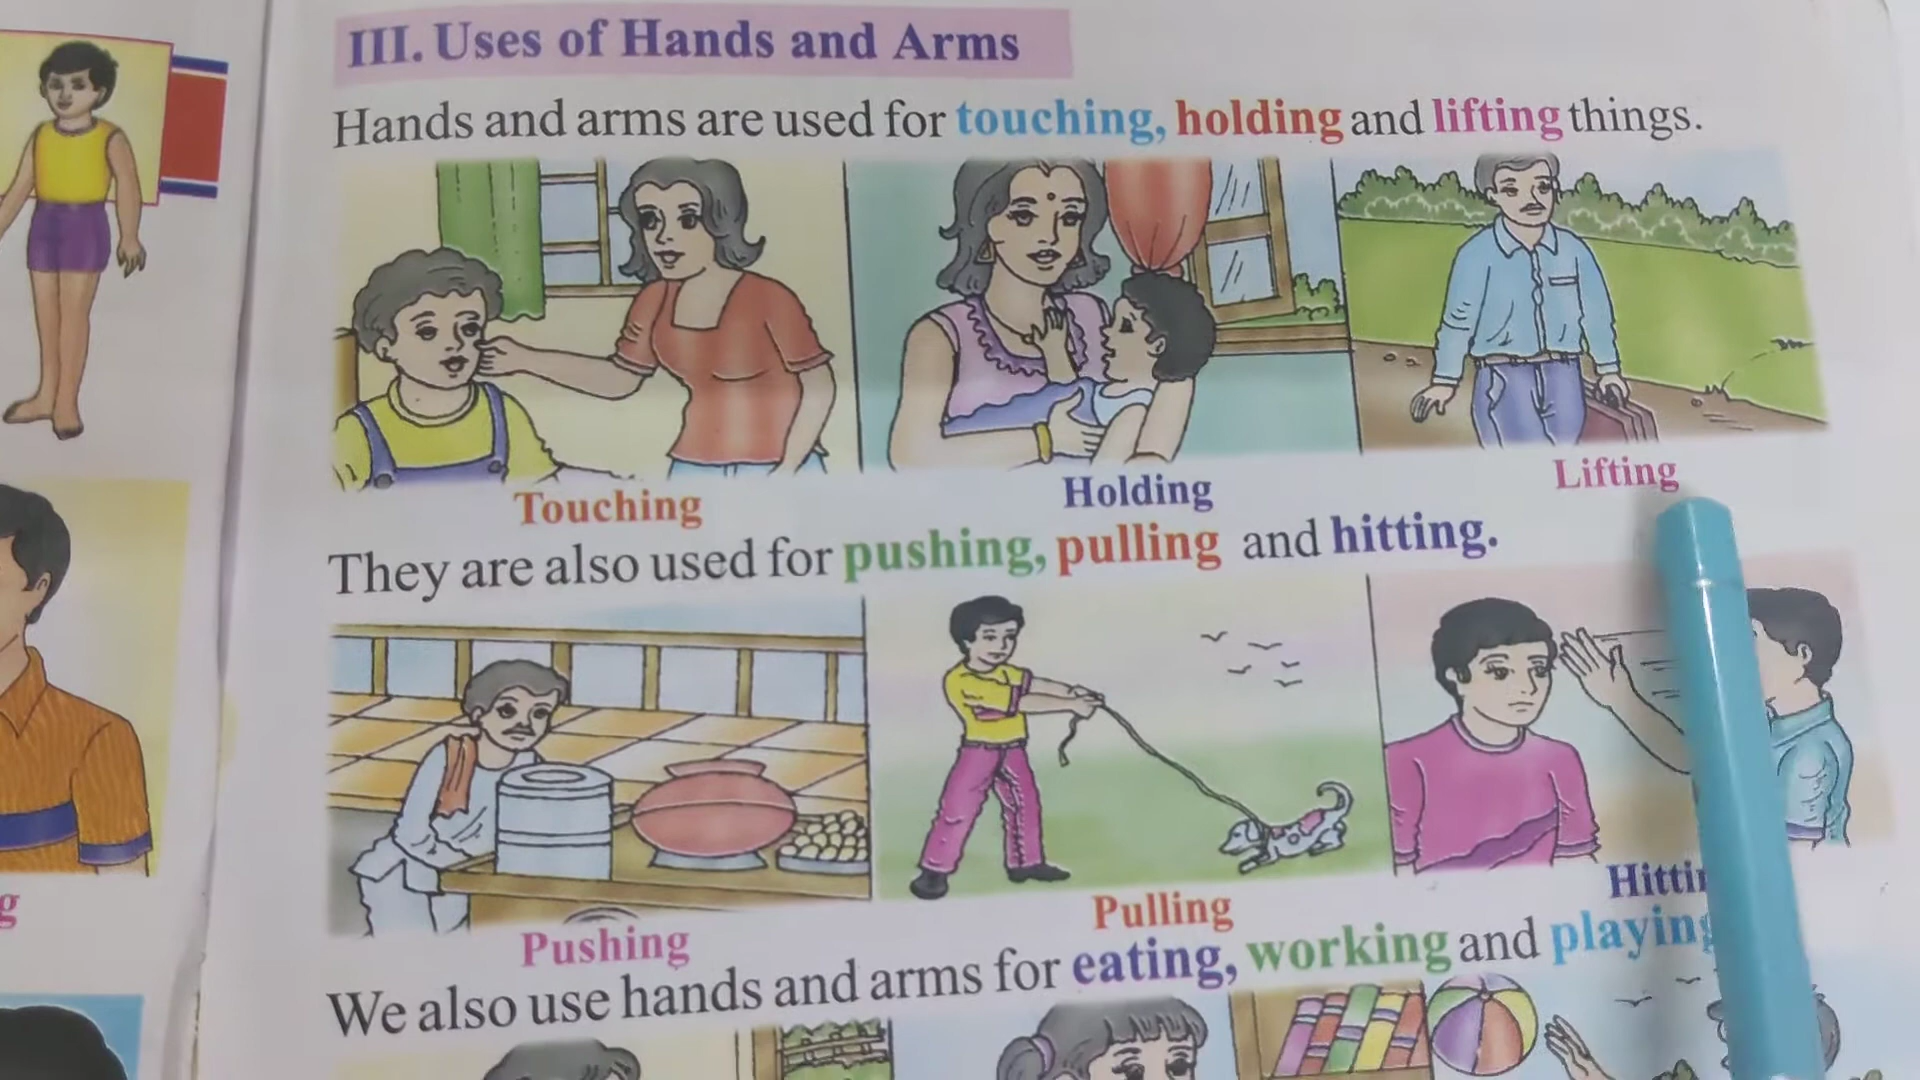 III. Uses of Hands and Arms
Hands and arms are used for touching, holding and lifting things.
Touching
Holding
Lifting
They are also used for pushing, pulling and hitting.
Pushing
Pulling
We also use hands and arms for eating, working and